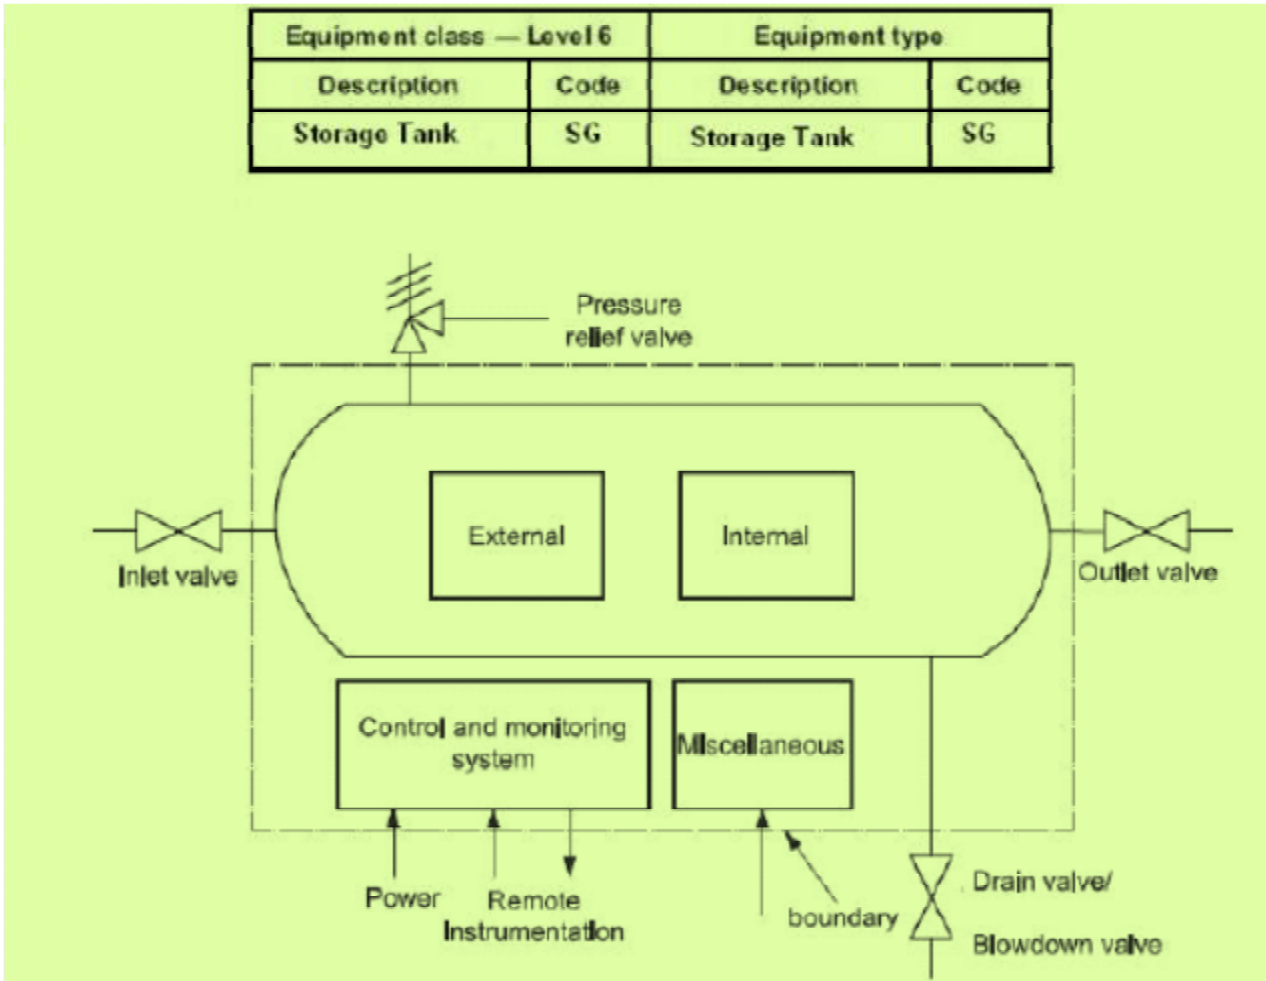 Equipment class — Level 6 Equipment type
Description Code Description Code
Storage Tank SG Storage Tank SG
Pressure
relief valve
External Internal
Inlet valve
Outlet valve
Control and monitoring
system
Miscellaneous
Power
Remote
Instrumentation
boundary
Drain valve/
Blowdown valve